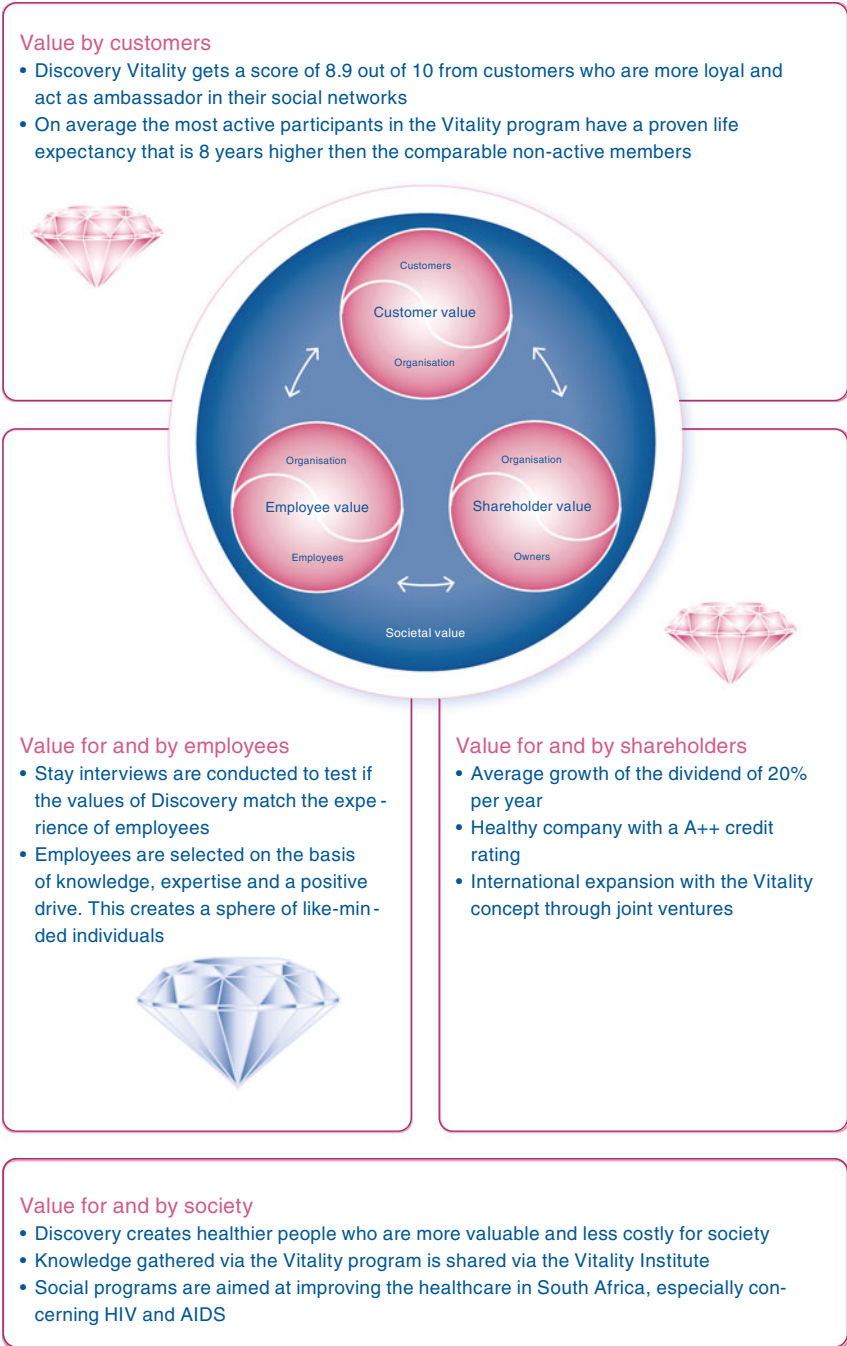 Value by customers
• Discovery Vitality gets a score of 8.9 out of 10 from customers who are more loyal and
act as ambassador in their social networks
• On average the most active participants in the Vitality program have a proven life
expectancy that is 8 years higher then the comparable non-active members
Customers
Customer value
Organisation
Organisation
Employee value
Employees
Organisation
Shareholder value
Owners
Societal value
Value for and by employees
• Stay interviews are conducted to test if
the values of Discovery match the expe-
rience of employees
• Employees are selected on the basis
of knowledge, expertise and a positive
drive. This creates a sphere of like-min-
ded individuals
Value for and by shareholders
• Average growth of the dividend of 20%
per year
• Healthy company with a A++ credit
rating
• International expansion with the Vitality
concept through joint ventures
Value for and by society
• Discovery creates healthier people who are more valuable and less costly for society
• Knowledge gathered via the Vitality program is shared via the Vitality Institute
• Social programs are aimed at improving the healthcare in South Africa, especially con-
cerning HIV and AIDS